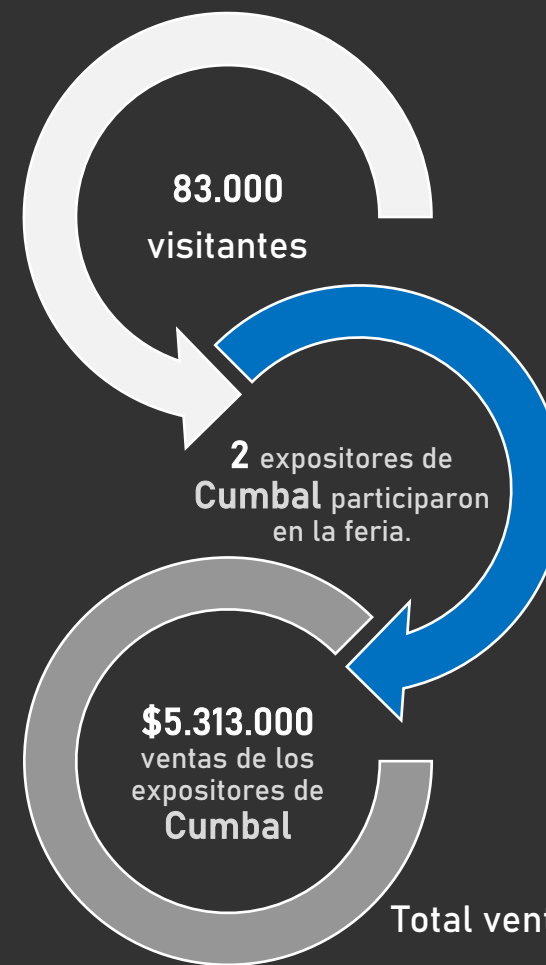 83.000
visitantes
2 expositores de
Cumbal participaron
en la feria.
$5.313.000
ventas de los
expositores de
Cumbal
Total